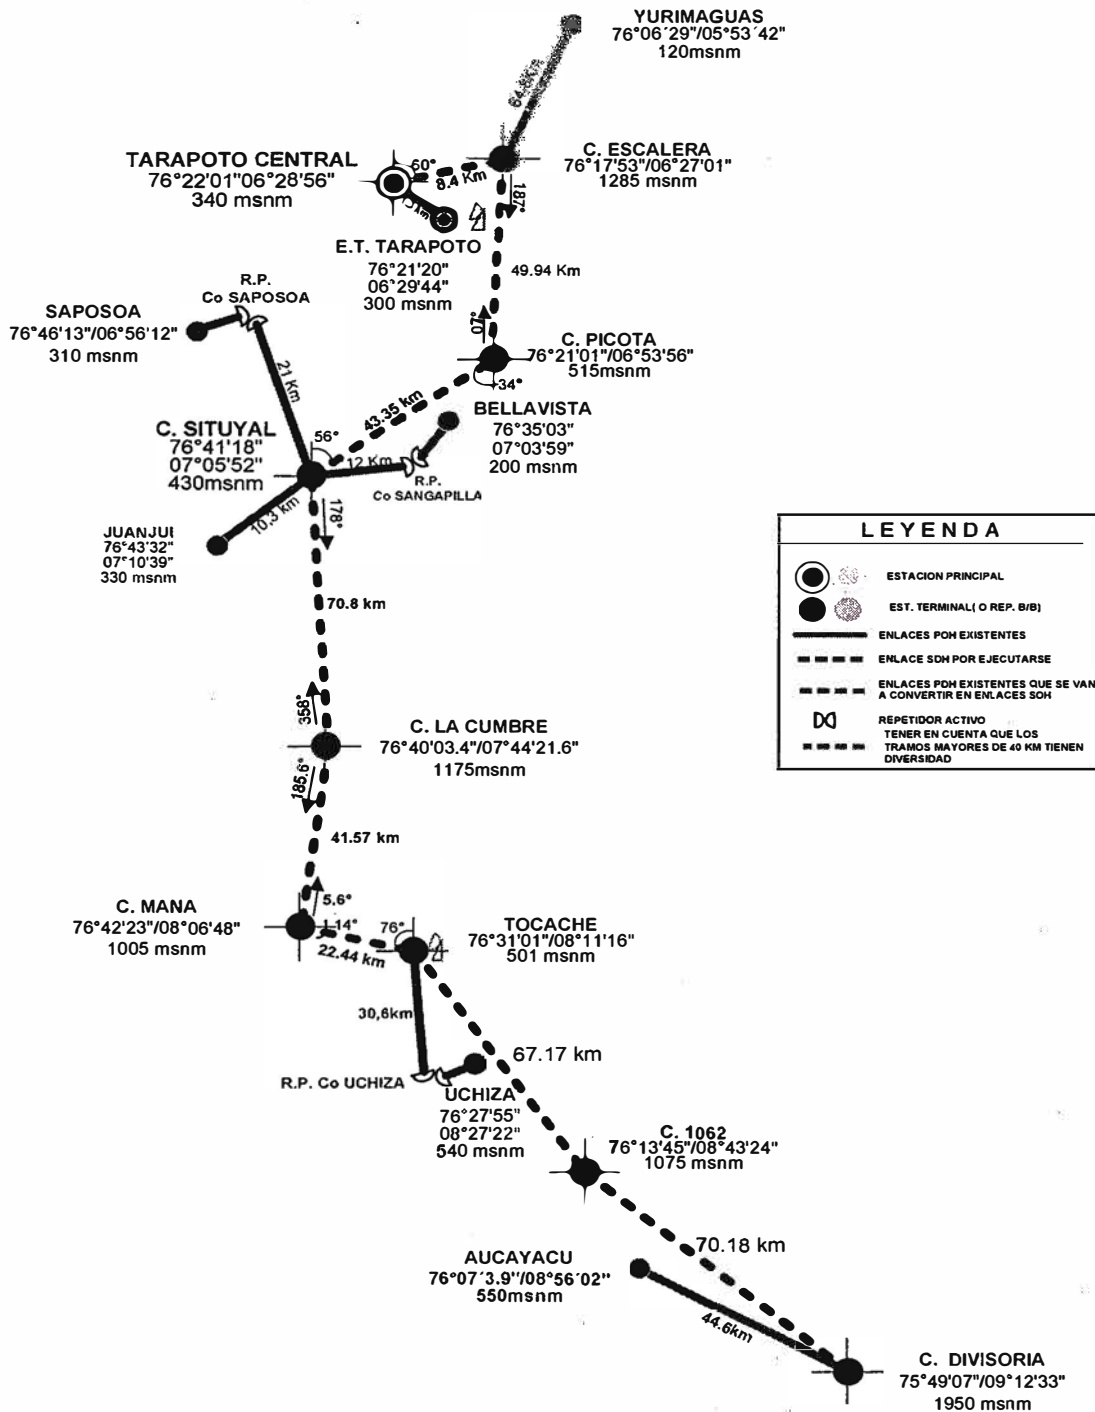 YURIMAGUAS
76°06´29"/05°53´42"
120msnm
64.8Km
C. ESCALERA
76°17'53"/06°27'01"
1285 msnm
TARAPOTO CENTRAL
76°22'01"06°28'56"
340 msnm
60°
8.4 Km
187°
E.T. TARAPOTO
76°21'20"
06°29'44"
300 msnm
49.94 Km
07°
R.P.
Co SAPOSOA
SAPOSOA
76°46'13"/06°56'12"
310 msnm
21 Km
C. PICOTA
76°21'01"/06°53'56"
515msnm
34°
43.35 km
BELLAVISTA
76°35'03"
07°03'59"
200 msnm
C. SITUYAL
76°41'18"
07°05'52"
430msnm
56°
12 Km
R.P.
Co SANGAPILLA
178°
10,3 km
JUANJUI
76°43'32"
07°10'39"
330 msnm
70.8 km
358°
C. LA CUMBRE
76°40'03.4"/07°44'21.6"
1175msnm
185.6°
41.57 km
C. MANA
76°42'23"/08°06'48"
1005 msnm
5.6°
114°
22.44 km
76°
TOCACHE
76°31'01"/08°11'16"
501 msnm
30,6km
67.17 km
R.P. Co UCHIZA
UCHIZA
76°27'55"
08°27'22"
540 msnm
C. 1062
76°13'45"/08°43'24"
1075 msnm
70.18 km
AUCAYACU
76°07´3.9"/08°56´02"
550msnm
44.6km
C. DIVISORIA
75°49'07"/09°12'33"
1950 msnm
LEYENDA
ESTACION PRINCIPAL
EST. TERMINAL( O REP. B/B)
ENLACES PDH EXISTENTES
ENLACE SDH POR EJECUTARSE
ENLACES PDH EXISTENTES QUE SE VAN
A CONVERTIR EN ENLACES SDH
REPETIDOR ACTIVO
TENER EN CUENTA QUE LOS
TRAMOS MAYORES DE 40 KM TIENEN
DIVERSIDAD